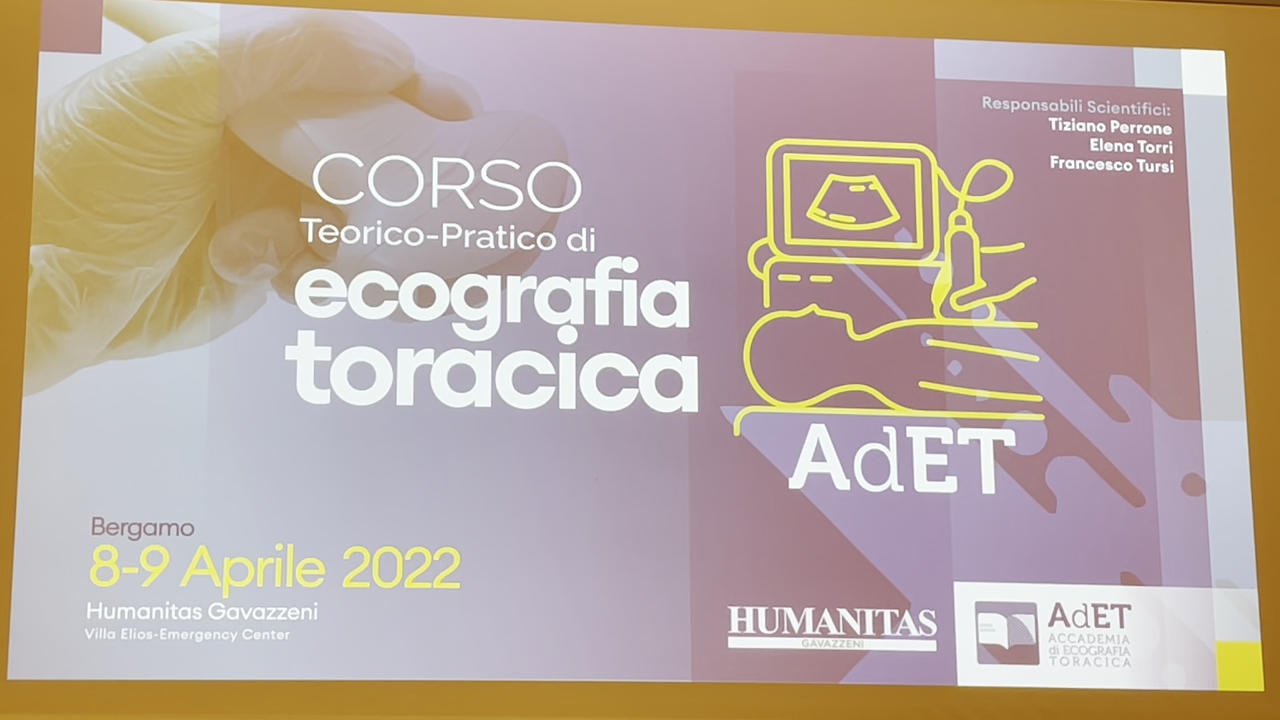 Responsabili Scientifici:
Tiziano Perrone
Elena Torri
Francesco Tursi
CORSO
Teorico-Pratico di
ecografia
toracica
AdET
Bergamo
8-9 Aprile 2022
Humanitas Gavazzeni
Villa Elios-Emergency Center
HUMANITAS
GAVAZZENI
AdET
ACCADEMIA
di ECOGRAFIA
TORACICA